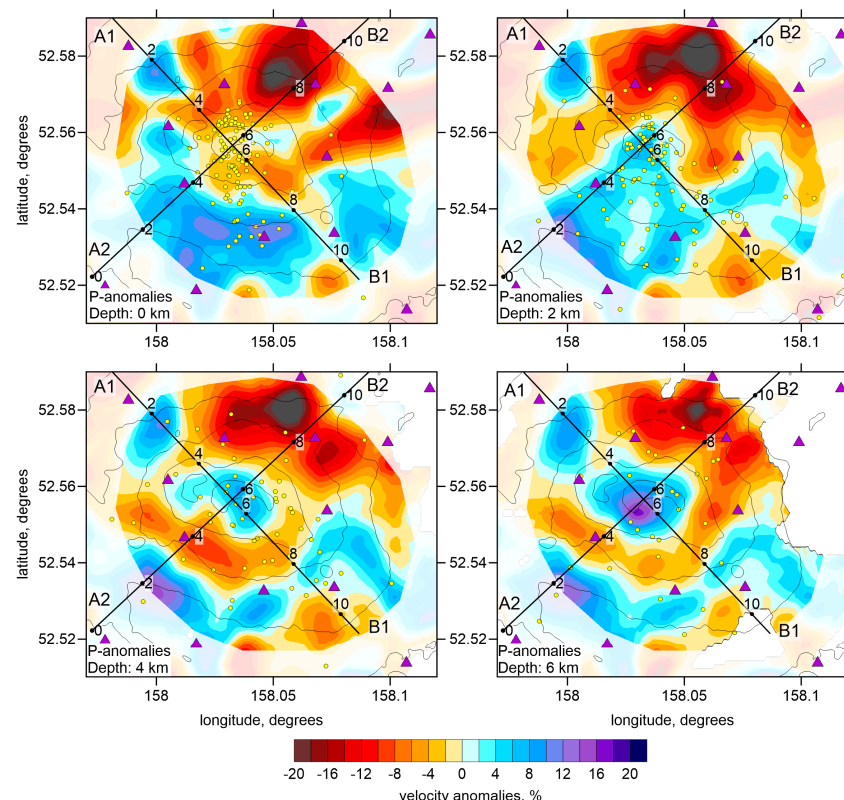 A1
B2
10
2
8
4
6
6
4
8
2
10
A2
0
B1
P-anomalies
Depth: 0 km
52.58
52.56
52.54
52.52
latitude, degrees
158
158.05
158.1
A1
B2
10
2
8
4
6
6
4
8
2
10
A2
0
B1
P-anomalies
Depth: 2 km
52.58
52.56
52.54
52.52
158
158.05
158.1
A1
B2
10
2
8
4
6
6
4
8
2
10
A2
0
B1
P-anomalies
Depth: 4 km
52.58
52.56
52.54
52.52
latitude, degrees
158
158.05
158.1
longitude, degrees
A1
B2
10
2
8
4
6
6
4
8
2
10
A2
0
B1
P-anomalies
Depth: 6 km
52.58
52.56
52.54
52.52
158
158.05
158.1
longitude, degrees
-20 -16 -12 -8 -4 0 4 8 12 16 20
velocity anomalies, %